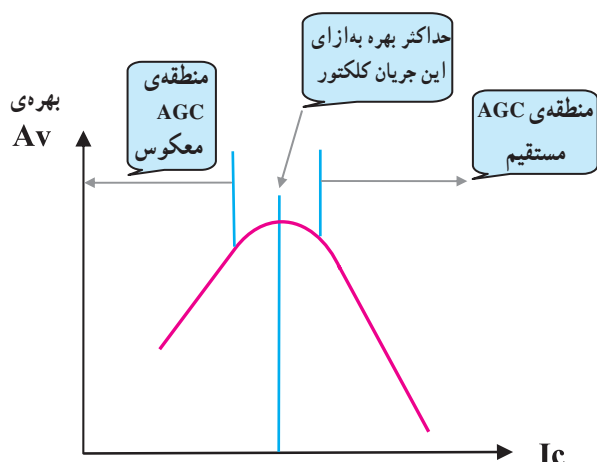 حداکثر بهره به‌ازای
این جریان کلکتور
منطقه‌ی
AGC
معکوس
منطقه‌ی AGC
مستقیم
بهره‌ی
Av
Ic